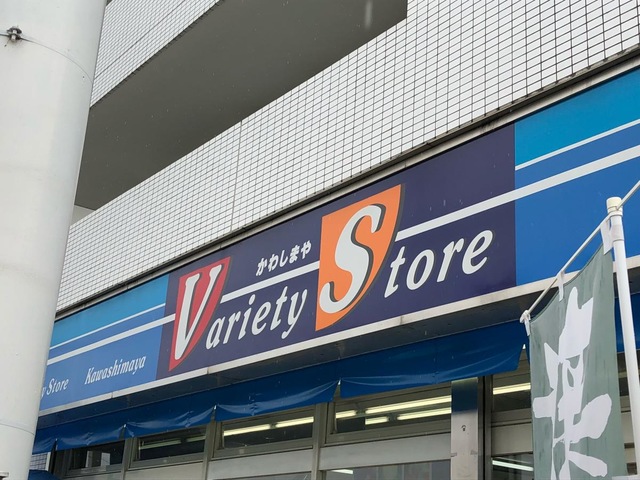 かわしまや
Variety Store
y Store Kawashimaya